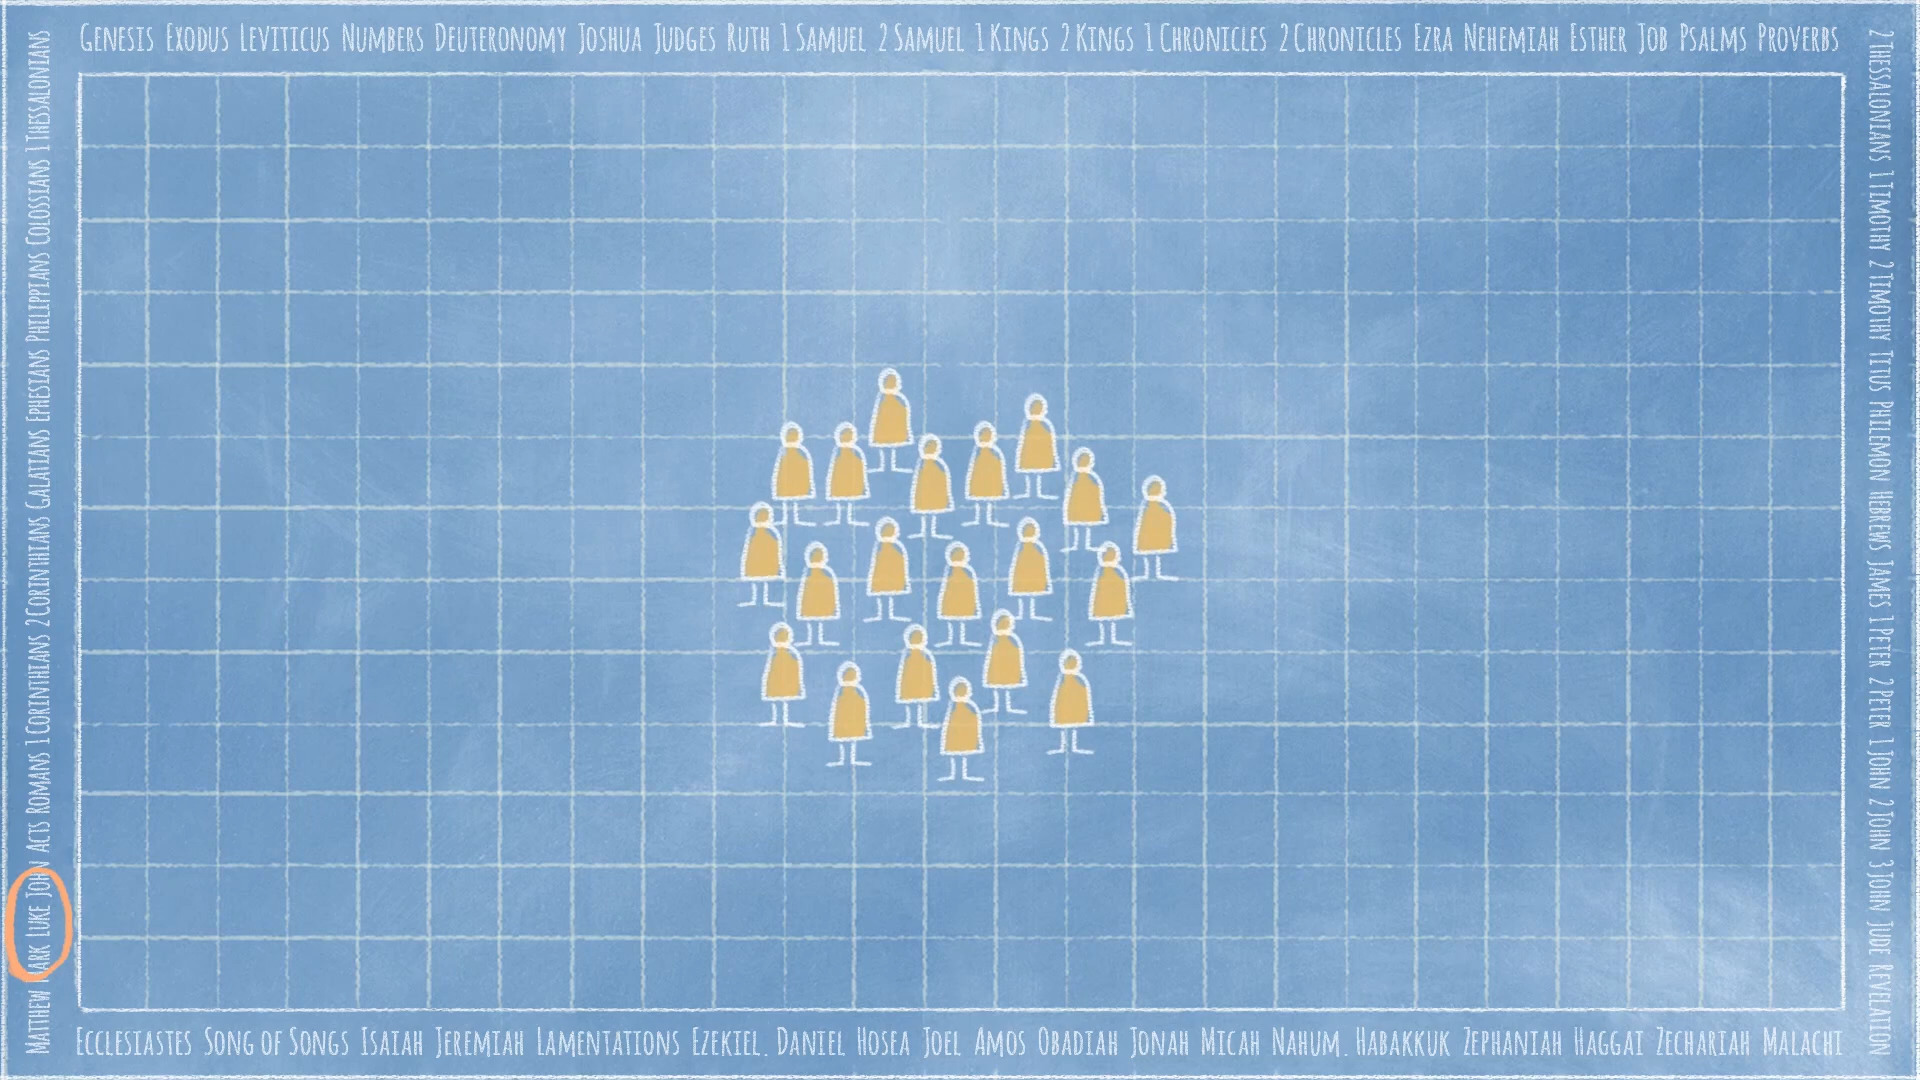 Genesis Exodus Leviticus Numbers Deuteronomy Joshua Judges Ruth 1 Samuel 2 Samuel 1 Kings 2 Kings 1 Chronicles 2 Chronicles Ezra Nehemiah Esther Job Psalms Proverbs
Matthew Mark Luke John Acts Romans 1 Corinthians 2 Corinthians Galatians Ephesians Philippians Colossians 1 Thessalonians
2 Thessalonians 1 Timothy 2 Timothy Titus Philemon Hebrews James 1 Peter 2 Peter 1 John 2 John 3 John Jude Revelation
Ecclesiastes Song of Songs Isaiah Jeremiah Lamentations Ezekiel. Daniel Hosea Joel Amos Obadiah Jonah Micah Nahum. Habakkuk Zephaniah Haggai Zechariah Malachi